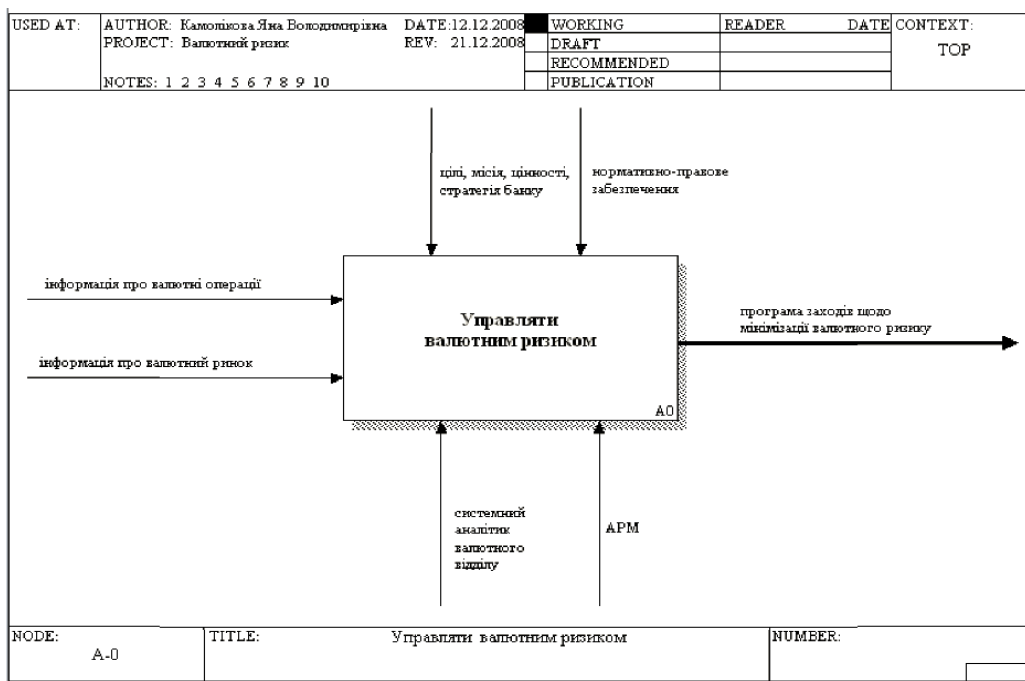 USED AT:
AUTHOR: Камолікова Яна Володимирівна
DATE:12.12.2008
PROJECT: Валютний ризик
REV: 21.12.2008
NOTES: 1 2 3 4 5 6 7 8 9 10
WORKING
DRAFT
RECOMMENDED
PUBLICATION
READER
DATE
CONTEXT:
TOP
цілі, місія, цінності,
стратегія банку
нормативно-правове
забезпечення
інформація про валютні операції
інформація про валютний ринок
Управляти
валютним ризиком
A0
програма заходів щодо
мінімізації валютного ризику
системний
аналітик
валютного
відділу
АРМ
NODE:
A-0
TITLE:
Управляти валютним ризиком
NUMBER: